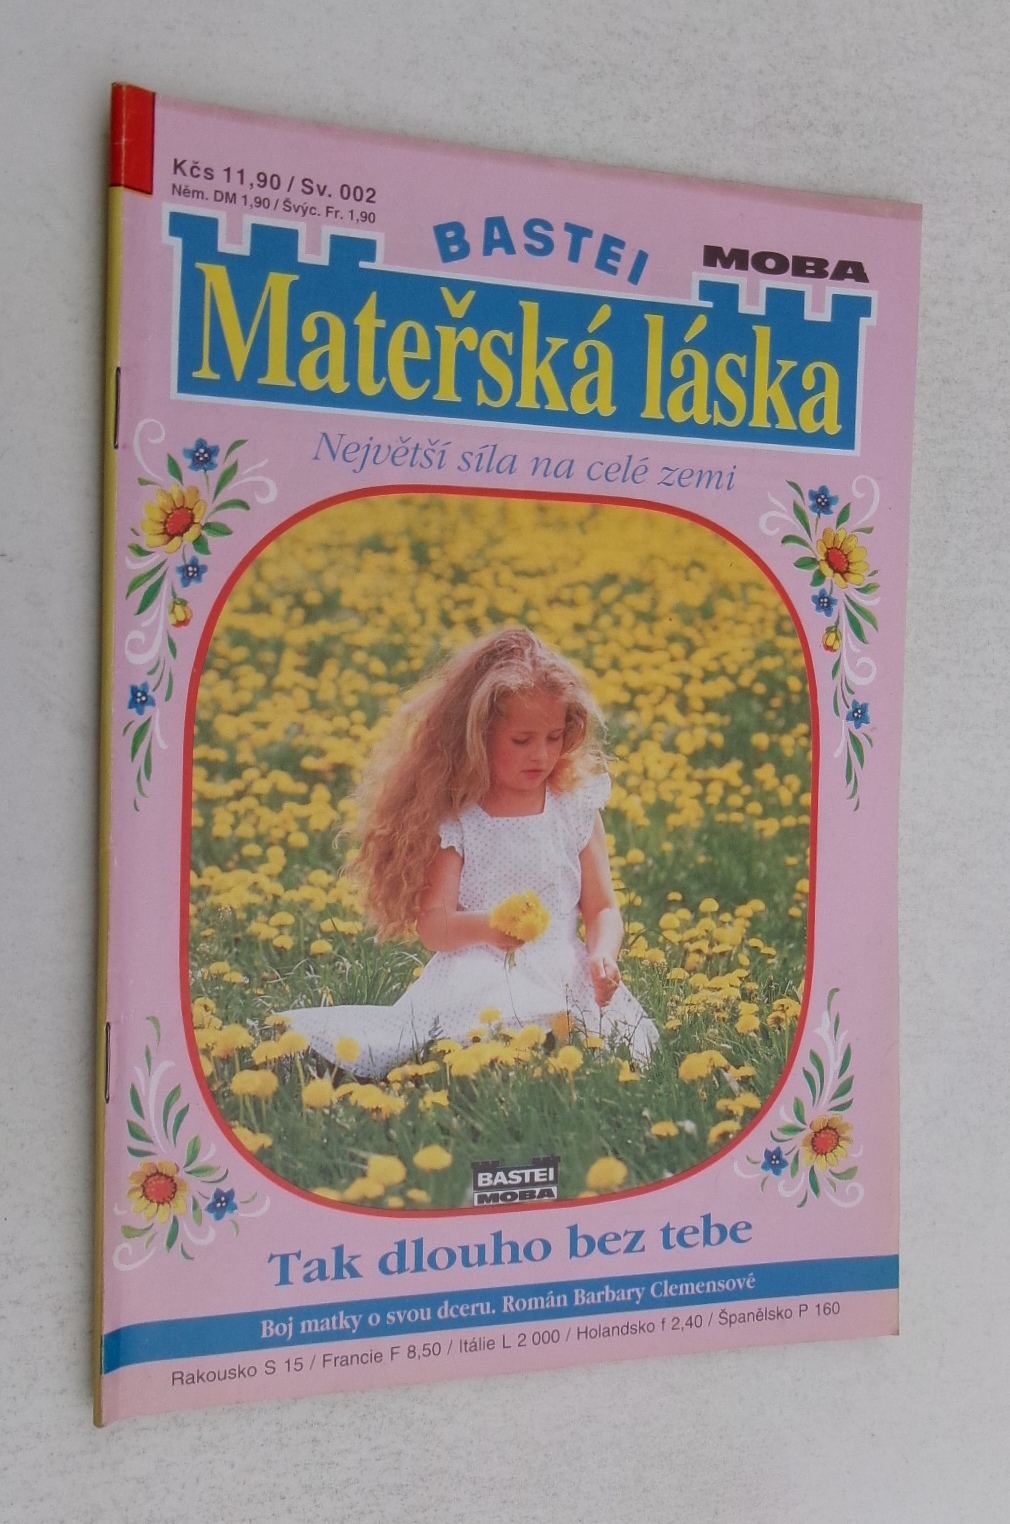 Kčs 11,90 / Sv. 002
Něm. DM 1,90 / Švýc. Fr. 1,90
BASTEI
MOBA
Mateřská láska
Největší síla na celé zemi
BASTEI
MOBA
Tak dlouho bez tebe
Boj matky o svou dceru. Román Barbary Clemensové
Rakousko S 15 / Francie F 8,50 / Itálie L 2 000 / Holandsko f 2,40 / Španělsko P 160